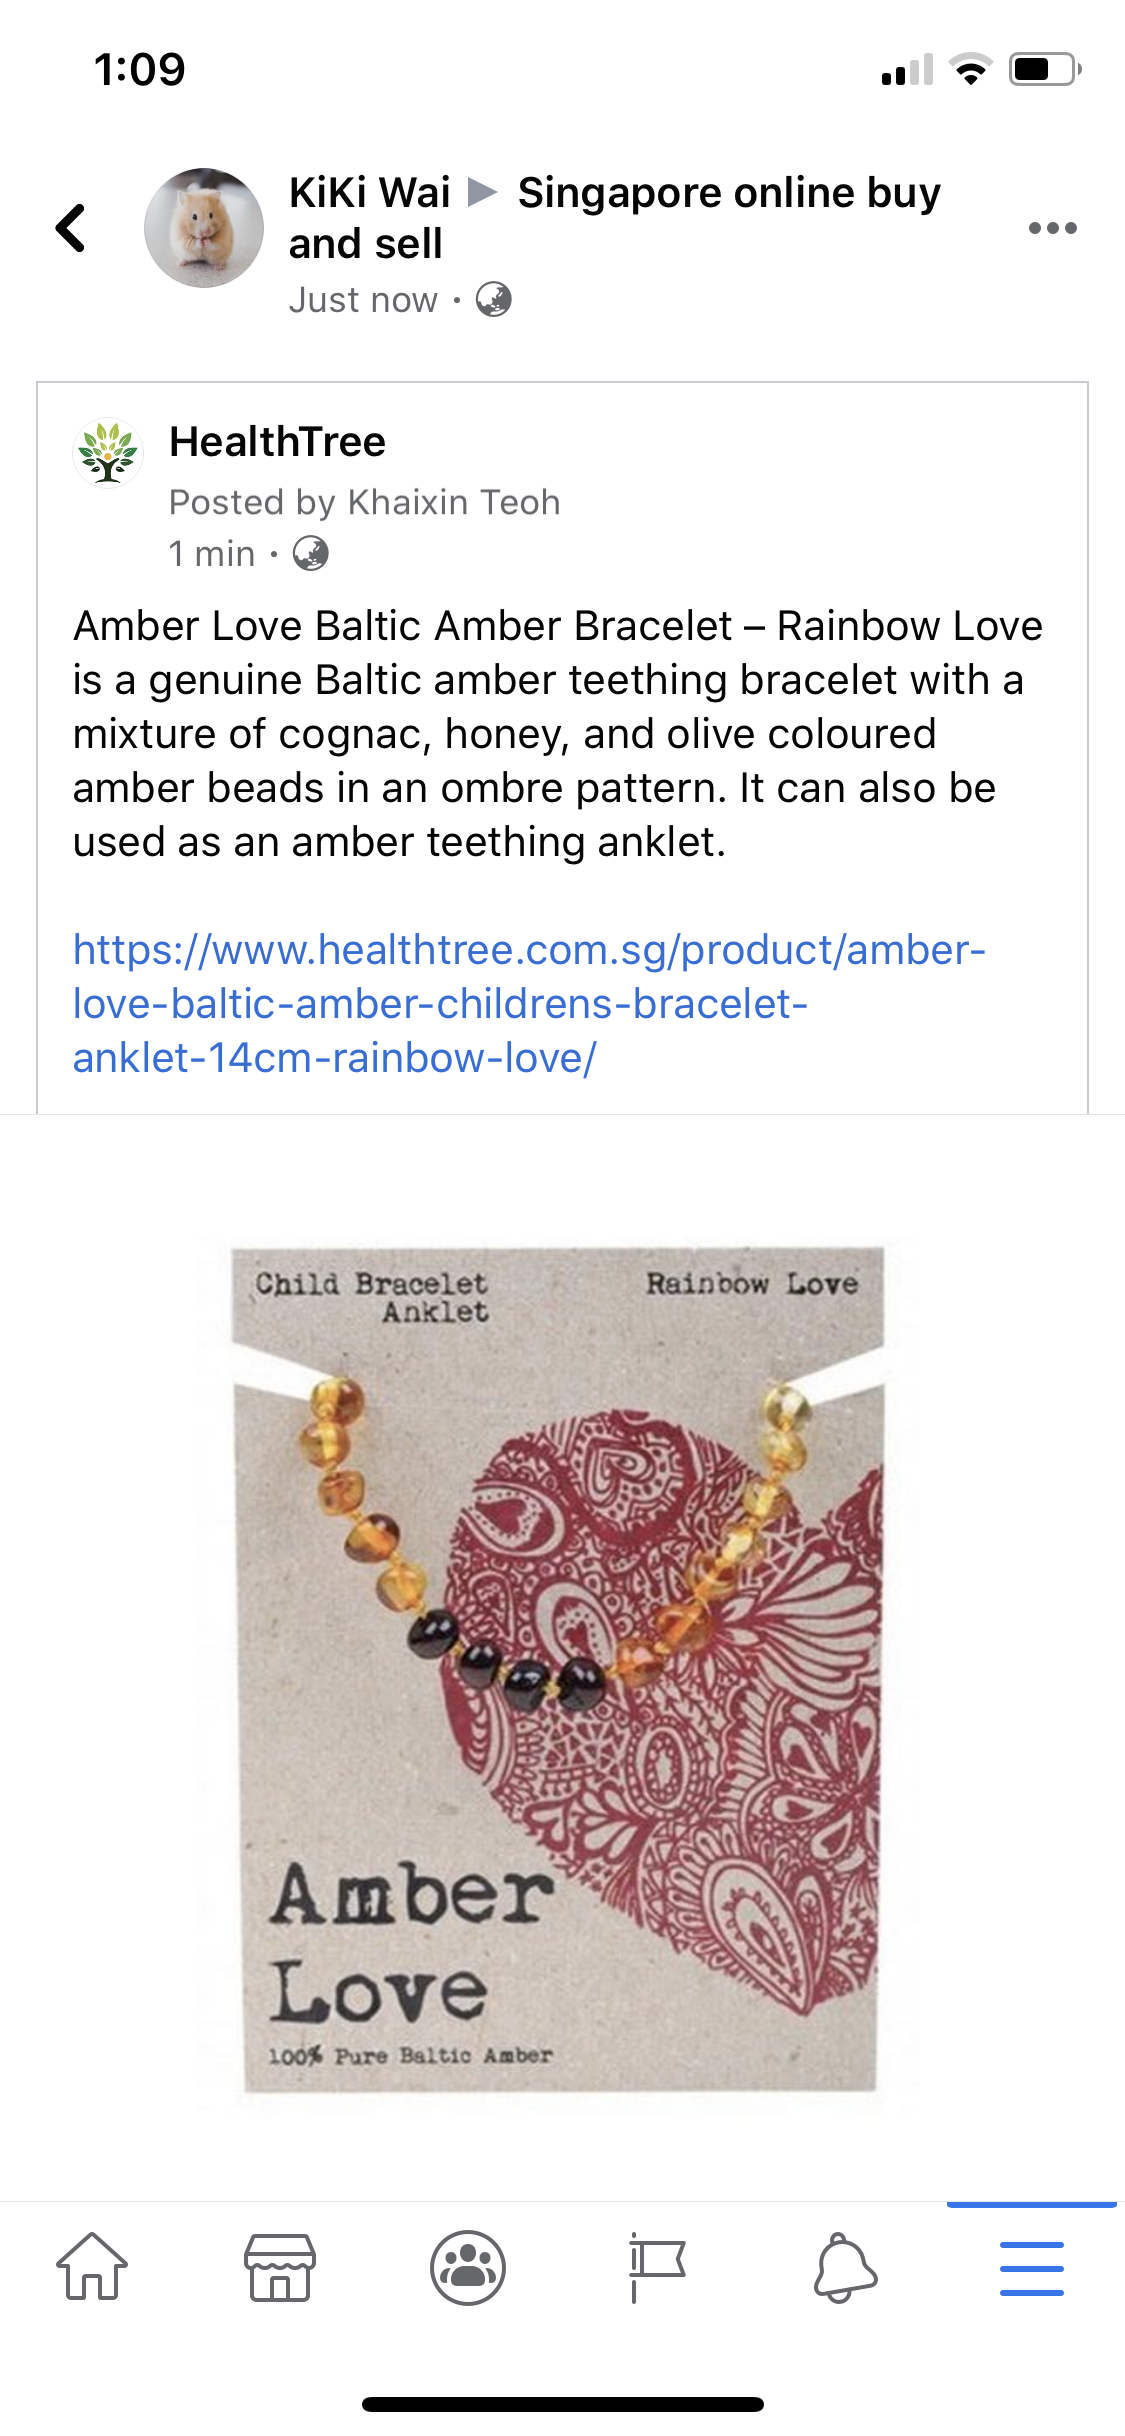 1:09
KiKi Wai ▶ Singapore online buy
and sell
Just now ·
HealthTree
Posted by Khaixin Teoh
1 min ·
Amber Love Baltic Amber Bracelet – Rainbow Love
is a genuine Baltic amber teething bracelet with a
mixture of cognac, honey, and olive coloured
amber beads in an ombre pattern. It can also be
used as an amber teething anklet.
https://www.healthtree.com.sg/product/amber-
love-baltic-amber-childrens-bracelet-
anklet-14cm-rainbow-love/
Child Bracelet
Anklet
Rainbow Love
Amber
Love
100% Pure Baltic Amber